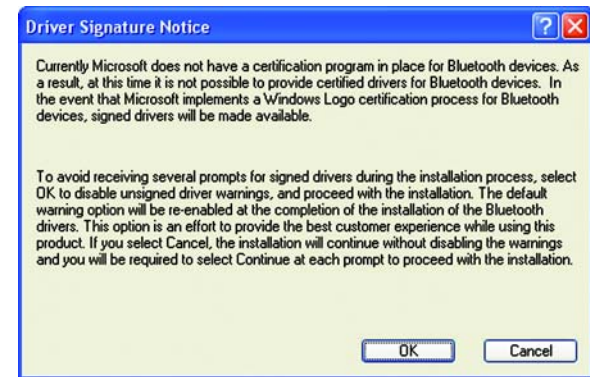 Driver Signature Notice
Currently Microsoft does not have a certification program in place for Bluetooth devices. As
a result, at this time it is not possible to provide certified drivers for Bluetooth devices. In
the event that Microsoft implements a Windows Logo certification process for Bluetooth
devices, signed drivers will be made available.
To avoid receiving several prompts for signed drivers during the installation process, select
OK to disable unsigned driver warnings, and proceed with the installation. The default
warning option will be re-enabled at the completion of the installation of the Bluetooth
drivers. This option is an effort to provide the best customer experience while using this
product. If you select Cancel, the installation will continue without disabling the warnings
and you will be required to select Continue at each prompt to proceed with the installation.
OK Cancel